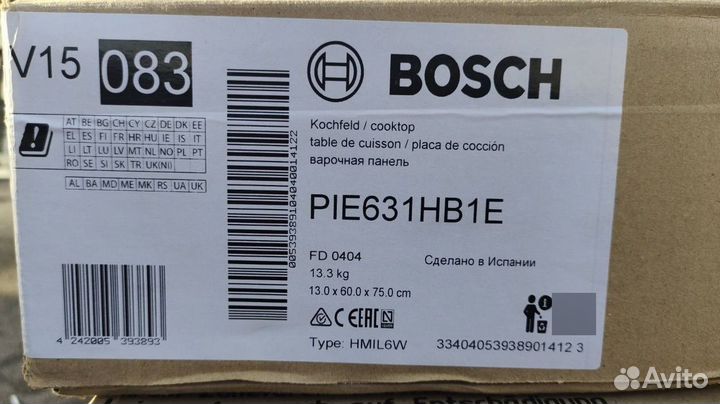 V15 083
AT BE BG CH CY CZ DE DK EE
EL ES FI FR HR HU IE IS IT
LI LT LU LV MT NL NO PL PT
RO SE SI SK TR UK(NI)
AL BA MD ME MK RS UA UK
4 242005 393893
00539389104040014122
BOSCH
Kochfeld / cooktop
table de cuisson / placa de cocción
варочная панель
PIE631HB1E
FD 0404
13.3 kg
13.0 x 60.0 x 75.0 cm
Сделано в Испании
CE EAC N
Type: HMIL6W
33404053938901412 3
Avito